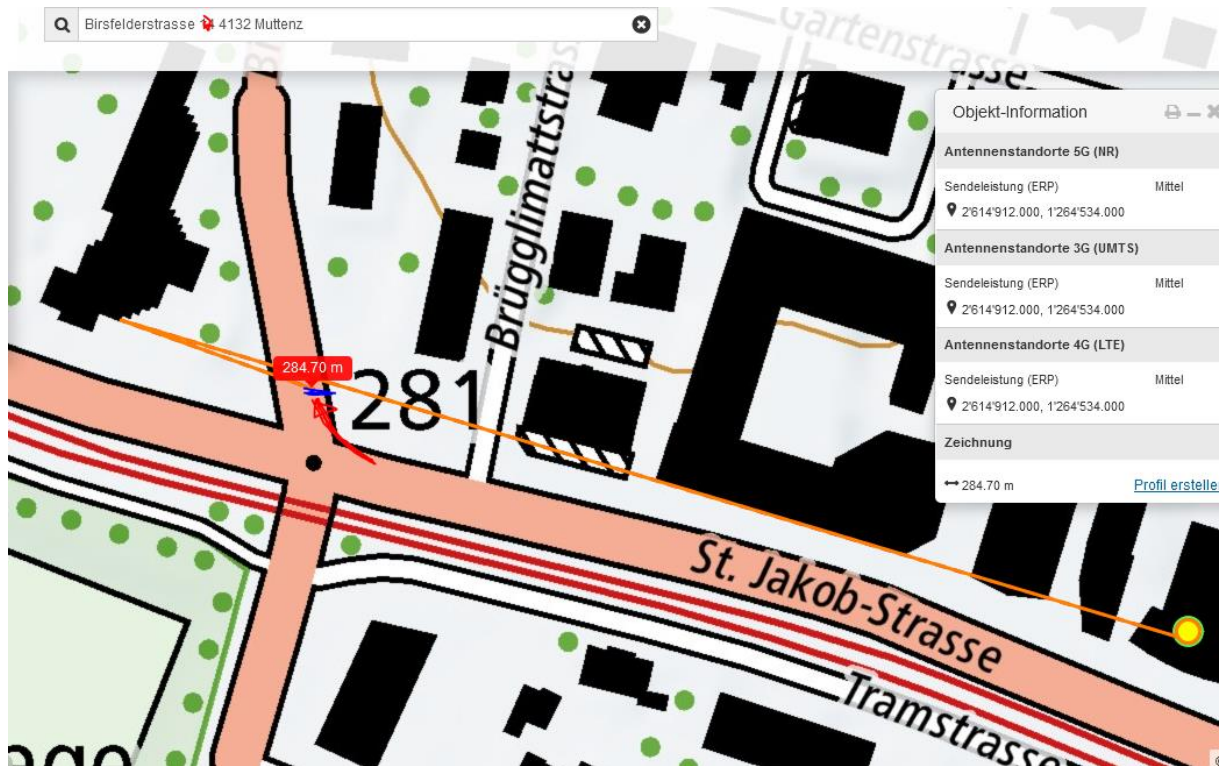 Birsfelderstrasse 4132 Muttenz
Gartenstrasse
Brügglimattstrasse
Objekt-Information
Antennenstandorte 5G (NR)
Sendeleistung (ERP) Mittel
2'614'912.000, 1'264'534.000
Antennenstandorte 3G (UMTS)
Sendeleistung (ERP) Mittel
2'614'912.000, 1'264'534.000
Antennenstandorte 4G (LTE)
Sendeleistung (ERP) Mittel
2'614'912.000, 1'264'534.000
Zeichnung
284.70 m Profil erstellen
284.70 m
281
St. Jakob-Strasse
Tramstrasse